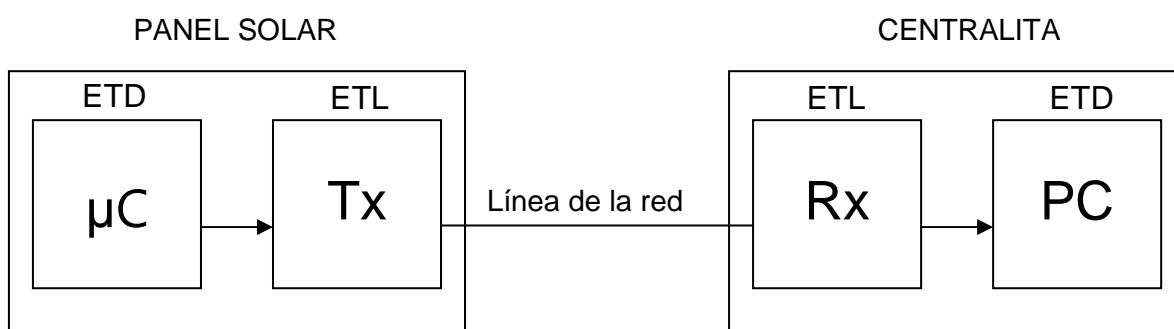 PANEL SOLAR
CENTRALITA
ETD
ETL
ETL
ETD
µC
Tx
Línea de la red
Rx
PC